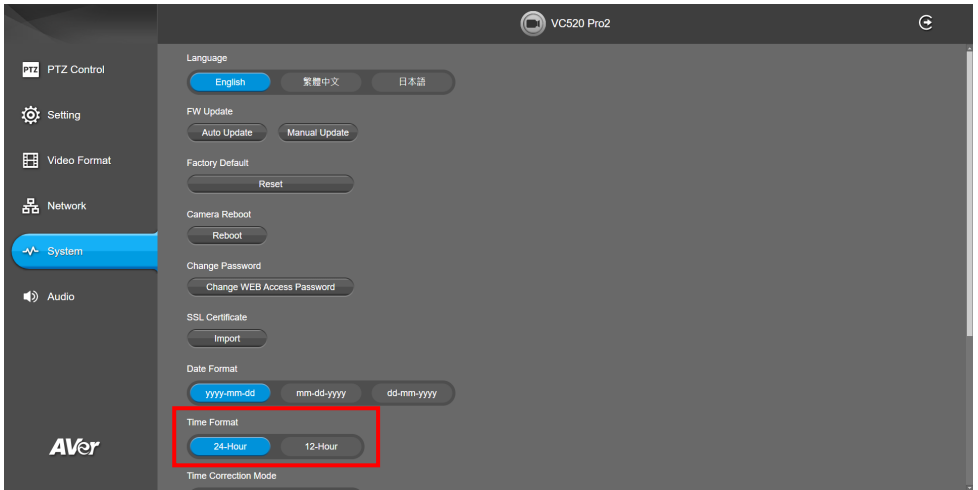 VC520 Pro2
PTZ PTZ Control
Setting
Video Format
Network
System
Audio
AVer
Language
English 繁體中文 日本語
FW Update
Auto Update Manual Update
Factory Default
Reset
Camera Reboot
Reboot
Change Password
Change WEB Access Password
SSL Certificate
Import
Date Format
yyyy-mm-dd mm-dd-yyyy dd-mm-yyyy
Time Format
24-Hour 12-Hour
Time Correction Mode